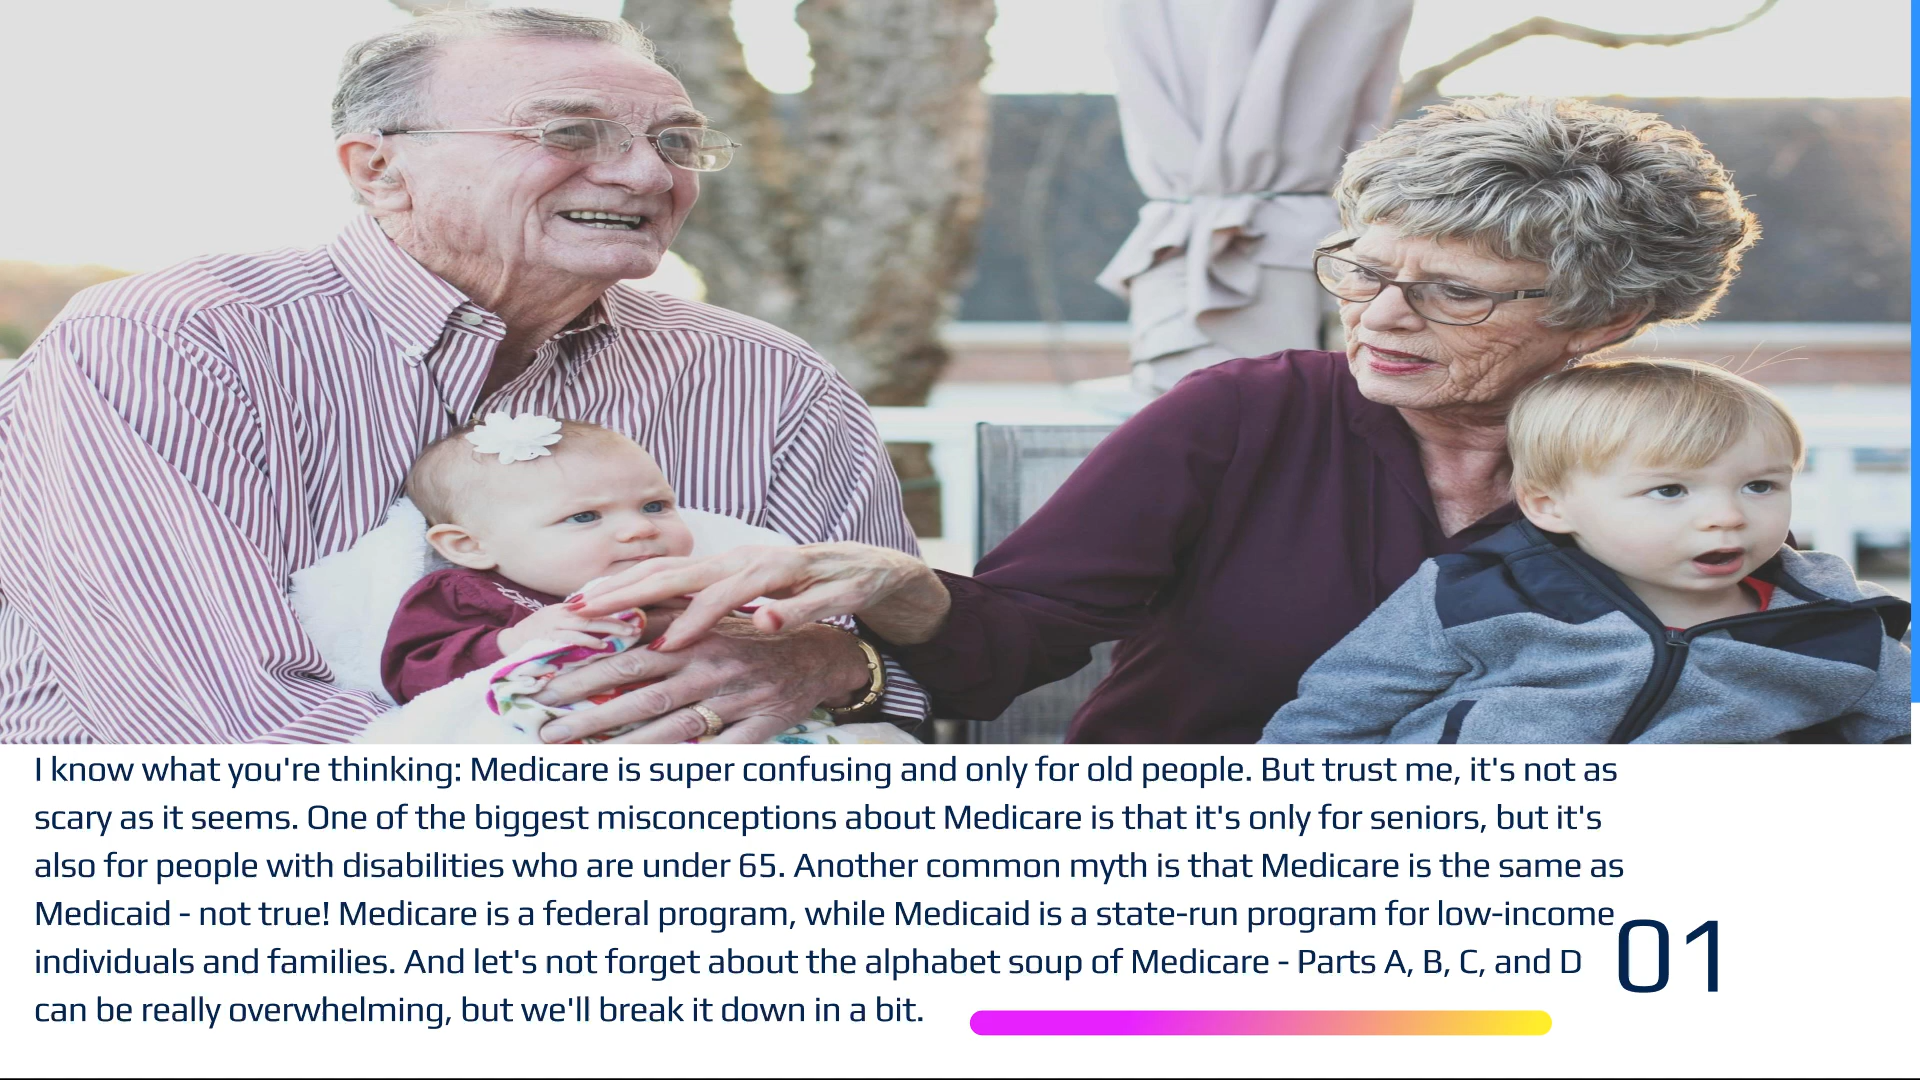 I know what you're thinking: Medicare is super confusing and only for old people. But trust me, it's not as
scary as it seems. One of the biggest misconceptions about Medicare is that it's only for seniors, but it's
also for people with disabilities who are under 65. Another common myth is that Medicare is the same as
Medicaid - not true! Medicare is a federal program, while Medicaid is a state-run program for low-income
individuals and families. And let's not forget about the alphabet soup of Medicare - Parts A, B, C, and D
can be really overwhelming, but we'll break it down in a bit.
01